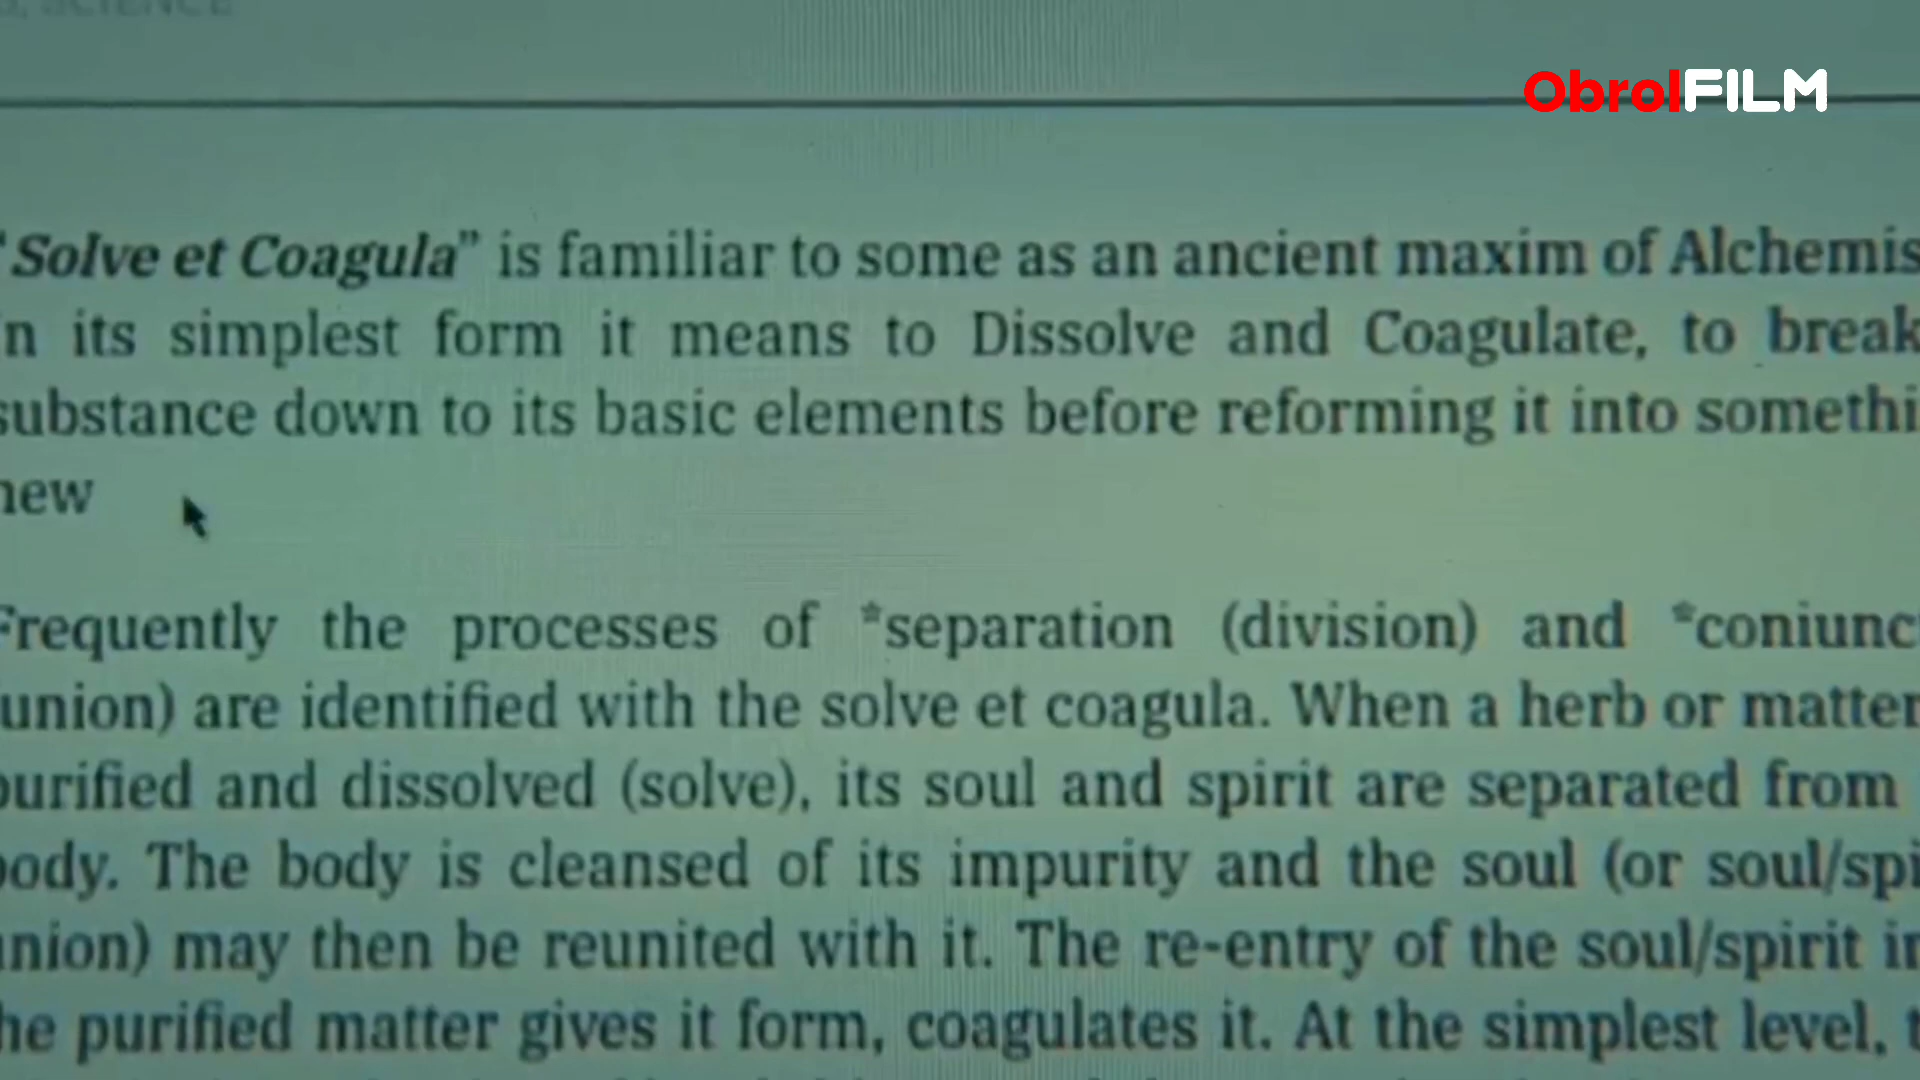 SCIENCE
ObrolFILM
"Solve et Coagula" is familiar to some as an ancient maxim of Alchemis
n its simplest form it means to Dissolve and Coagulate, to break
substance down to its basic elements before reforming it into somethi
new
Frequently the processes of *separation (division) and *coniunc
union) are identified with the solve et coagula. When a herb or matter
purified and dissolved (solve), its soul and spirit are separated from
body. The body is cleansed of its impurity and the soul (or soul/spi
union) may then be reunited with it. The re-entry of the soul/spirit in
he purified matter gives it form, coagulates it. At the simplest level, t